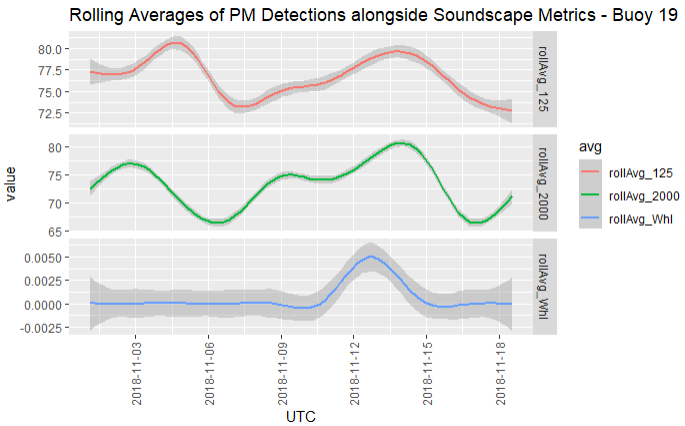 Rolling Averages of PM Detections alongside Soundscape Metrics - Buoy 19
value
80.0
77.5
75.0
72.5
rollAvg_125
80
75
70
65
rollAvg_2000
0.0050
0.0025
0.0000
-0.0025
rollAvg_Whl
2018-11-03
2018-11-06
2018-11-09
2018-11-12
2018-11-15
2018-11-18
UTC
avg
rollAvg_125
rollAvg_2000
rollAvg_Whl